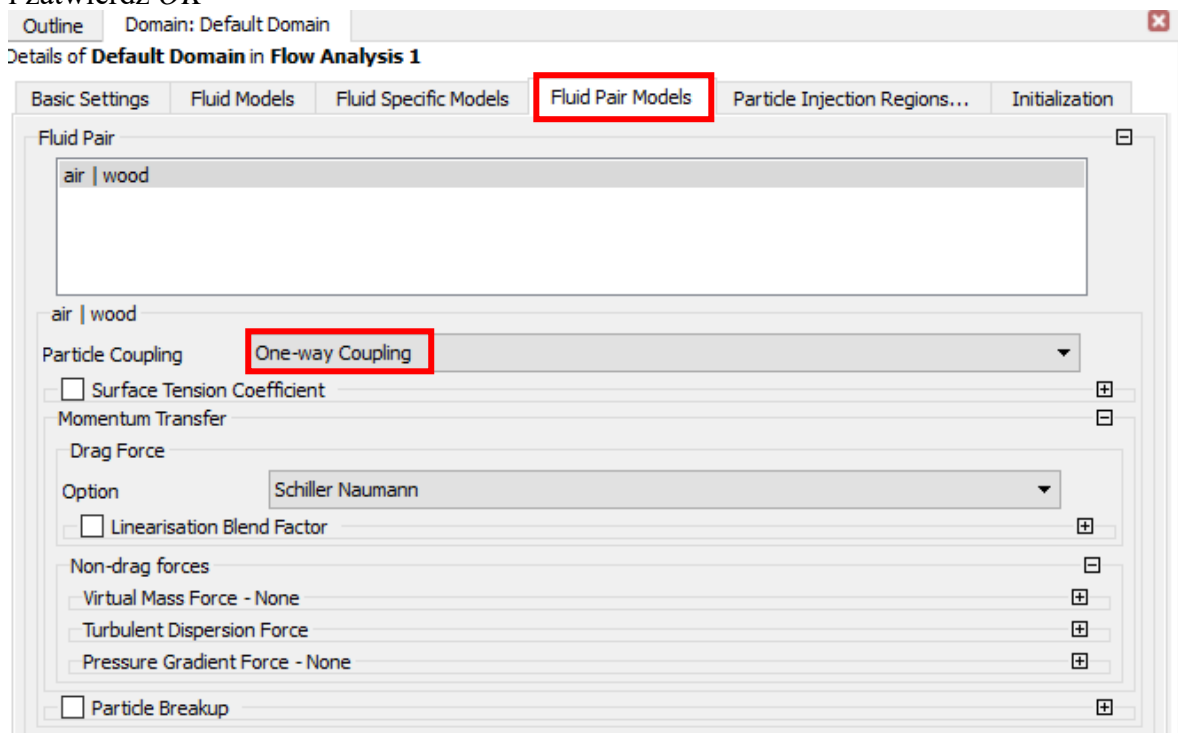 i zatwierdź OK
Outline Domain: Default Domain
Details of Default Domain in Flow Analysis 1
Basic Settings Fluid Models Fluid Specific Models Fluid Pair Models Particle Injection Regions... Initialization
Fluid Pair
air | wood
air | wood
Particle Coupling One-way Coupling
Surface Tension Coefficient
Momentum Transfer
Drag Force
Option Schiller Naumann
Linearisation Blend Factor
Non-drag forces
Virtual Mass Force - None
Turbulent Dispersion Force
Pressure Gradient Force - None
Particle Breakup